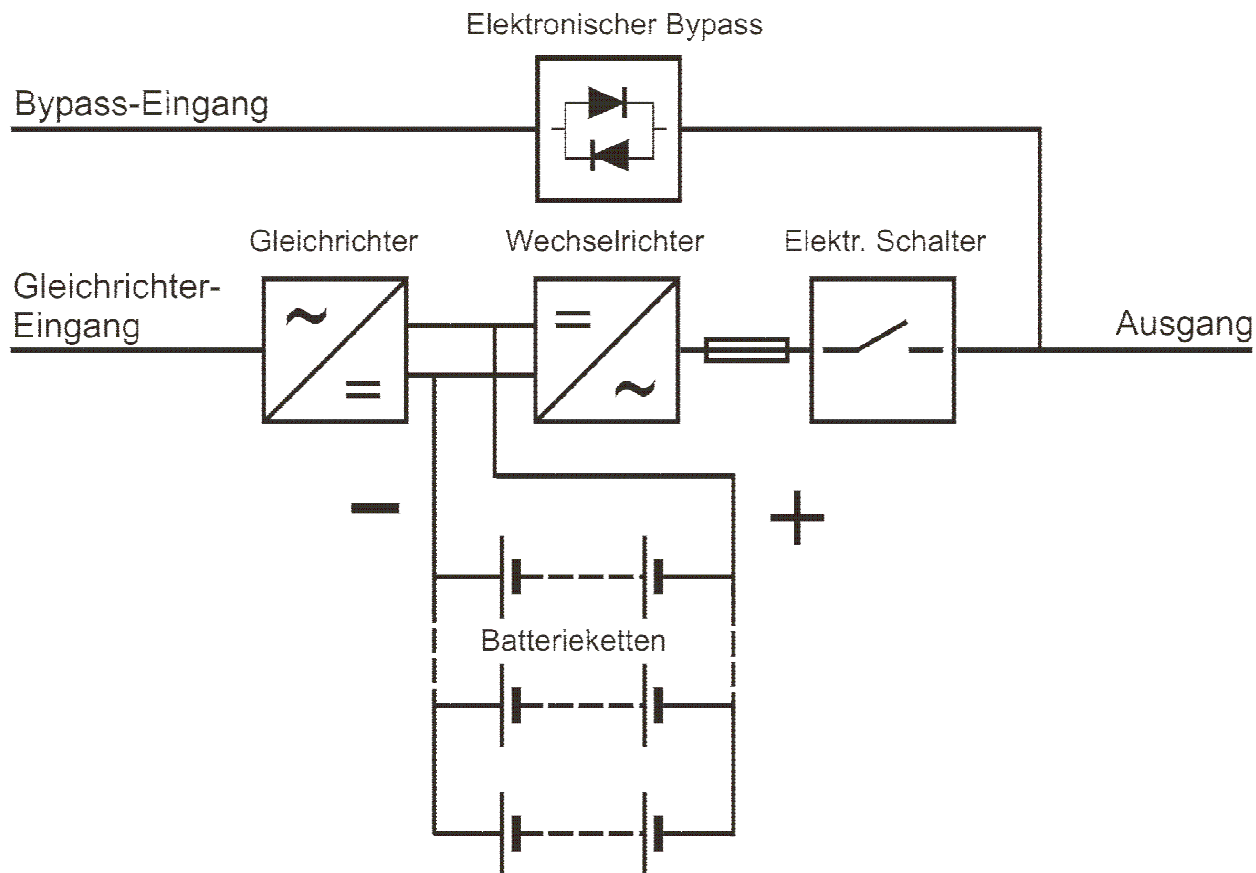 Elektronischer Bypass
Bypass-Eingang
Gleichrichter
Wechselrichter
Elektr. Schalter
Gleichrichter-
Eingang
Ausgang
~
=
=
~
−
+
Batterieketten